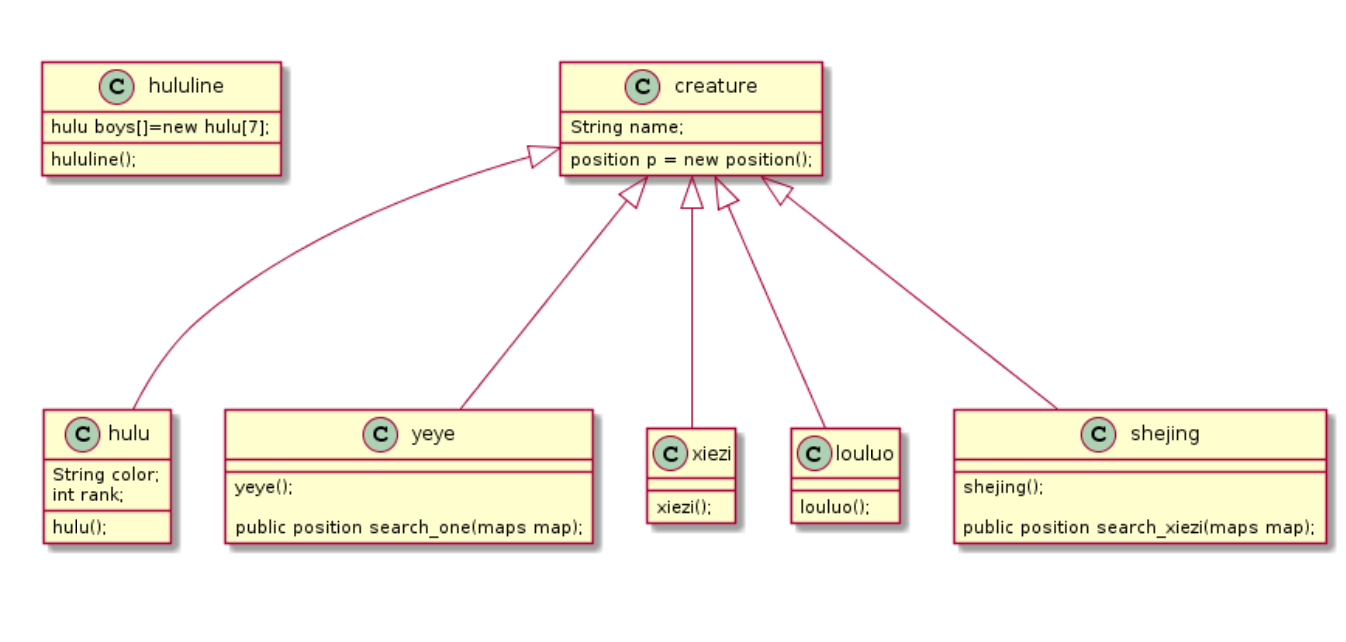 C hululine
hulu boys[]=new hulu[7];
hululine();
C creature
String name;
position p = new position();
C hulu
String color;
int rank;
hulu();
C yeye
yeye();
public position search_one(maps map);
C xiezi
xiezi();
C louluo
louluo();
C shejing
shejing();
public position search_xiezi(maps map);